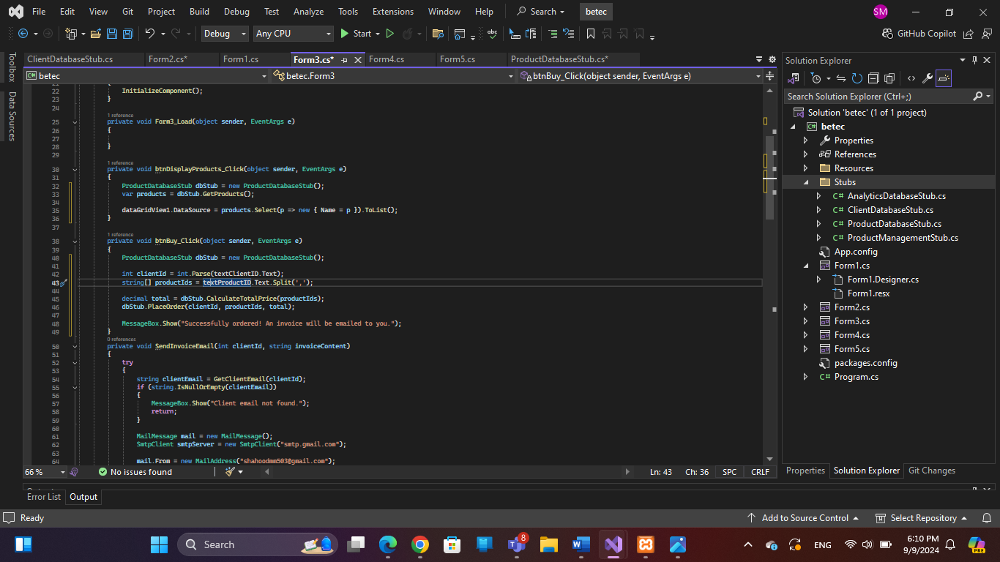 File Edit View Git Project Build Debug Test Analyze Tools Extensions Window Help Search betec SM
Debug Any CPU Start GitHub Copilot
ClientDatabaseStub.cs Form2.cs* Form1.cs Form3.cs* Form4.cs Form5.cs ProductDatabaseStub.cs*
Toolbox
Data Sources
betec betec.Form3 btnBuy_Click(object sender, EventArgs e)
22 InitializeComponent();
23 }
24
1 reference
25 private void Form3_Load(object sender, EventArgs e)
26 {
27
28 }
29
1 reference
30 private void btnDisplayProducts_Click(object sender, EventArgs e)
31 {
32 ProductDatabaseStub dbStub = new ProductDatabaseStub();
33 var products = dbStub.GetProducts();
34
35 dataGridView1.DataSource = products.Select(p => new { Name = p }).ToList();
36 }
37
1 reference
38 private void btnBuy_Click(object sender, EventArgs e)
39 {
40 ProductDatabaseStub dbStub = new ProductDatabaseStub();
41
42 int clientId = int.Parse(textClientID.Text);
43 string[] productIds = textProductID.Text.Split(',');
44
45 decimal total = dbStub.CalculateTotalPrice(productIds);
46 dbStub.PlaceOrder(clientId, productIds, total);
47
48 MessageBox.Show("Successfully ordered! An invoice will be emailed to you.");
49 }
0 references
50 private void SendInvoiceEmail(int clientId, string invoiceContent)
51 {
52 try
53 {
54 string clientEmail = GetClientEmail(clientId);
55 if (string.IsNullOrEmpty(clientEmail))
56 {
57 MessageBox.Show("Client email not found.");
58 return;
59 }
60
61 MailMessage mail = new MailMessage();
62 SmtpClient smtpServer = new SmtpClient("smtp.gmail.com");
63
64 mail.From = new MailAddress("shahoodmm503@gmail.com");
66 % No issues found Ln: 43 Ch: 36 SPC CRLF
Error List Output
Solution Explorer
Search Solution Explorer (Ctrl+;)
Solution 'betec' (1 of 1 project)
betec
Properties
References
Resources
Stubs
AnalyticsDatabaseStub.cs
ClientDatabaseStub.cs
ProductDatabaseStub.cs
ProductManagementStub.cs
App.config
Form1.cs
Form1.Designer.cs
Form1.resx
Form2.cs
Form3.cs
Form4.cs
Form5.cs
packages.config
Program.cs
Properties Solution Explorer Git Changes
Ready Add to Source Control Select Repository
Search 8 ENG 6:10 PM
9/9/2024
PRE